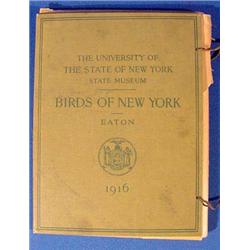 THE UNIVERSITY OF
THE STATE OF NEW YORK
STATE MUSEUM
BIRDS OF NEW YORK
EATON
1916